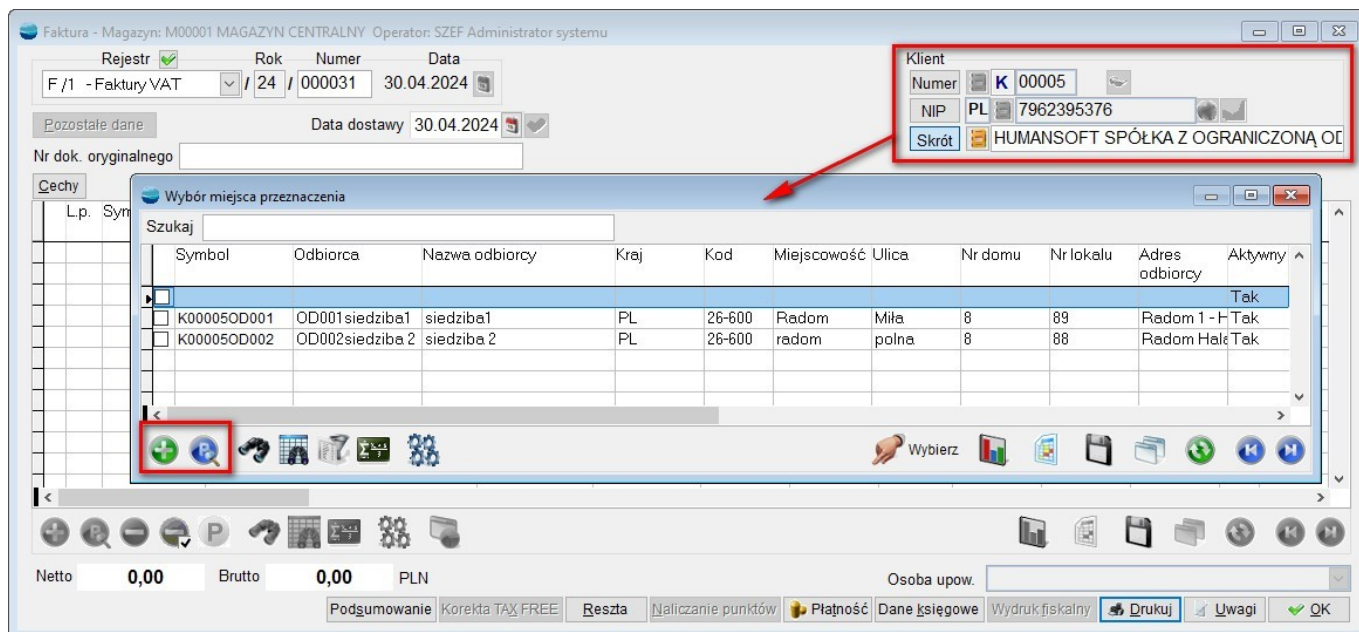 Faktura - Magazyn: M00001 MAGAZYN CENTRALNY Operator: SZEF Administrator systemu
Rejestr Rok Numer Data
F /1 - Faktury VAT / 24 / 000031 30.04.2024
Pozostałe dane Data dostawy 30.04.2024
Nr dok. oryginalnego
Cechy
Klient
Numer K 00005
NIP PL 7962395376
Skrót HUMANSOFT SPÓŁKA Z OGRANICZONĄ OD
L.p. Sym
Wybór miejsca przeznaczenia
Szukaj
Symbol Odbiorca Nazwa odbiorcy Kraj Kod Miejscowość Ulica Nr domu Nr lokalu Adres odbiorcy Aktywny
Tak
K00005OD001 OD001siedziba1 siedziba1 PL 26-600 Radom Miła 8 89 Radom 1 - H Tak
K00005OD002 OD002siedziba 2 siedziba 2 PL 26-600 radom polna 8 88 Radom Hale Tak
Wybierz
Netto 0,00 Brutto 0,00 PLN
Osoba upow.
Podsumowanie Korekta TAX FREE Reszta Naliczanie punktów Płatność Dane księgowe Wydruk fiskalny Drukuj Uwagi OK